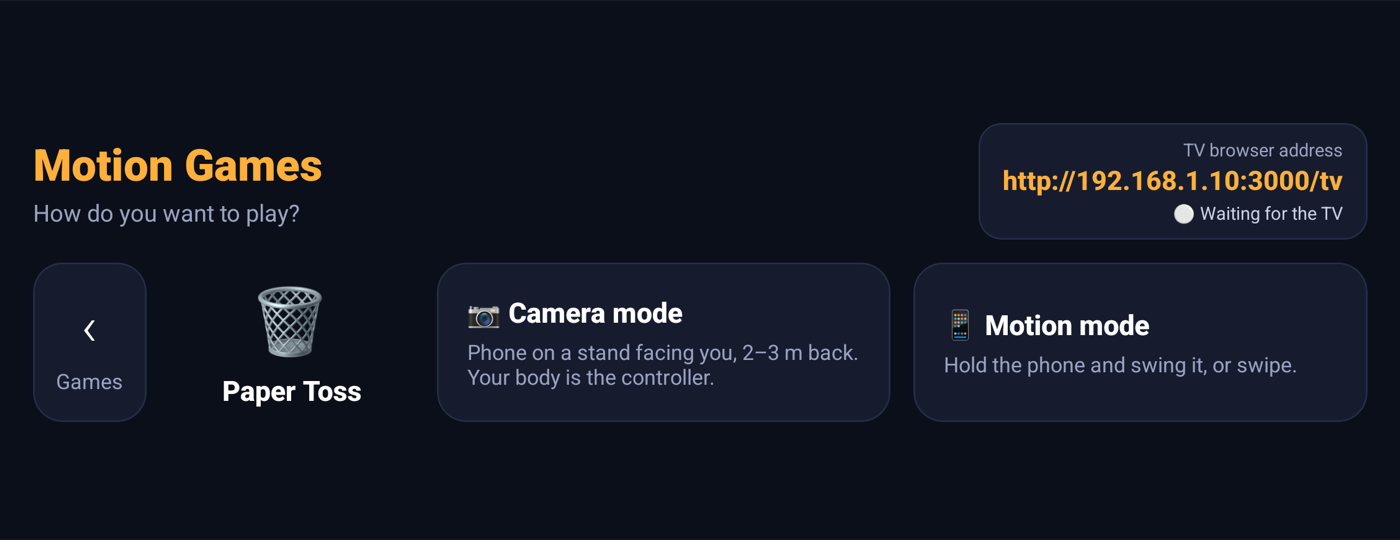 Motion Games
How do you want to play?
TV browser address
http://192.168.1.10:3000/tv
Waiting for the TV
‹
Games
Paper Toss
Camera mode
Phone on a stand facing you, 2–3 m back.
Your body is the controller.
Motion mode
Hold the phone and swing it, or swipe.